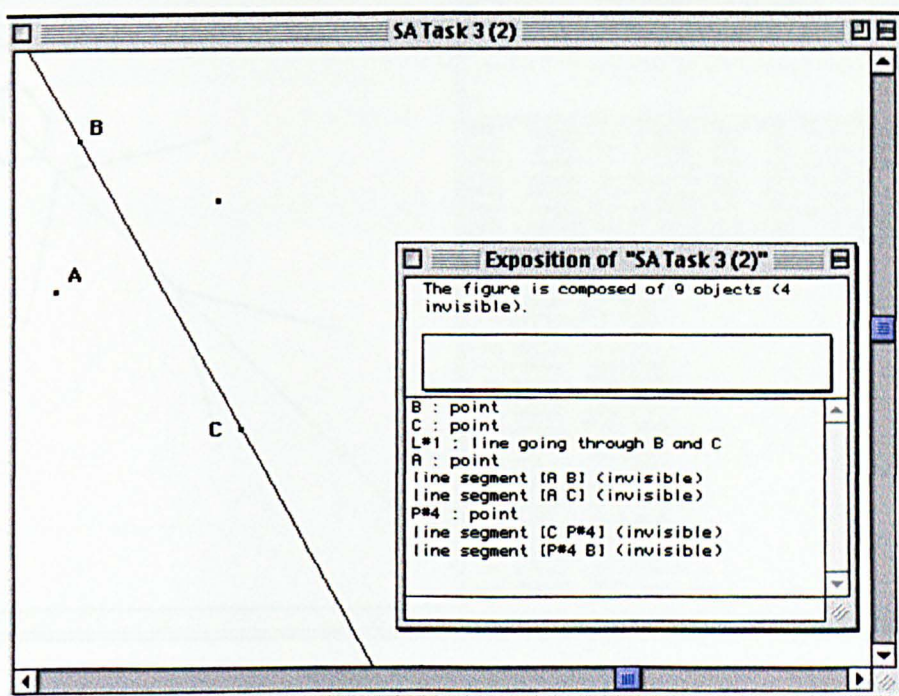 SA Task 3 (2)
B
A
C
Exposition of "SA Task 3 (2)"
The figure is composed of 9 objects (4
invisible).
B : point
C : point
L#1 : line going through B and C
A : point
line segment [A B] (invisible)
line segment [A C] (invisible)
P#4 : point
line segment [C P#4] (invisible)
line segment [P#4 B] (invisible)